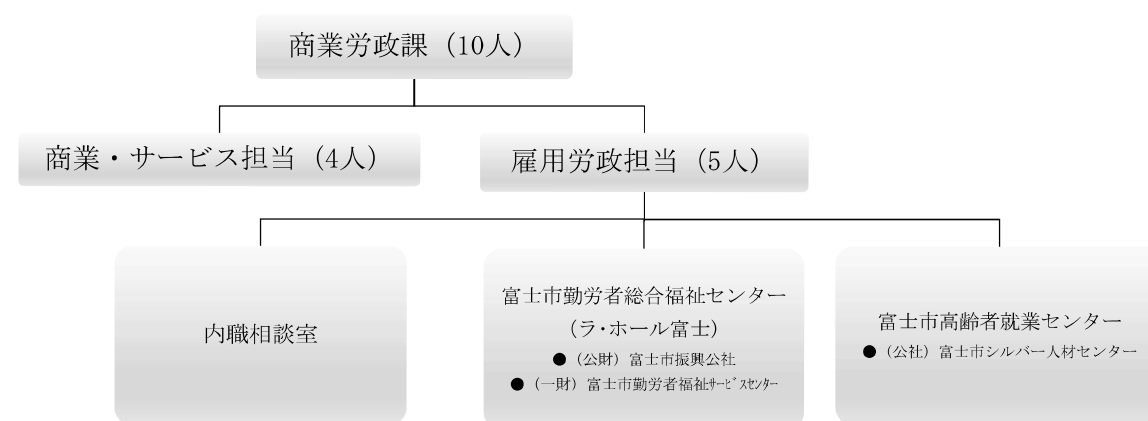 商業労政課（10人）
商業・サービス担当（4人）
雇用労政担当（5人）
内職相談室
富士市勤労者総合福祉センター
（ラ・ホール富士）
●（公財）富士市振興公社
●（一財）富士市勤労者福祉ｻｰﾋﾞｽｾﾝﾀｰ
富士市高齢者就業センター
●（公社）富士市シルバー人材センター